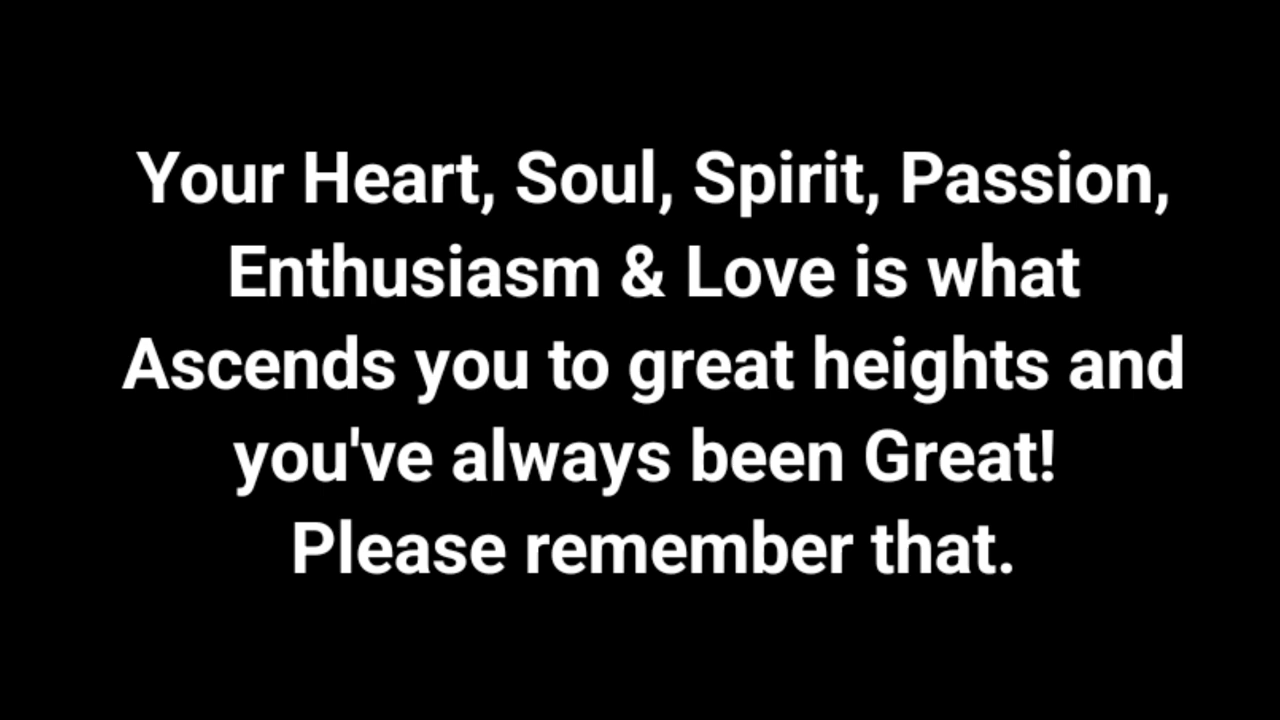 Your Heart, Soul, Spirit, Passion,
Enthusiasm & Love is what
Ascends you to great heights and
you've always been Great!
Please remember that.